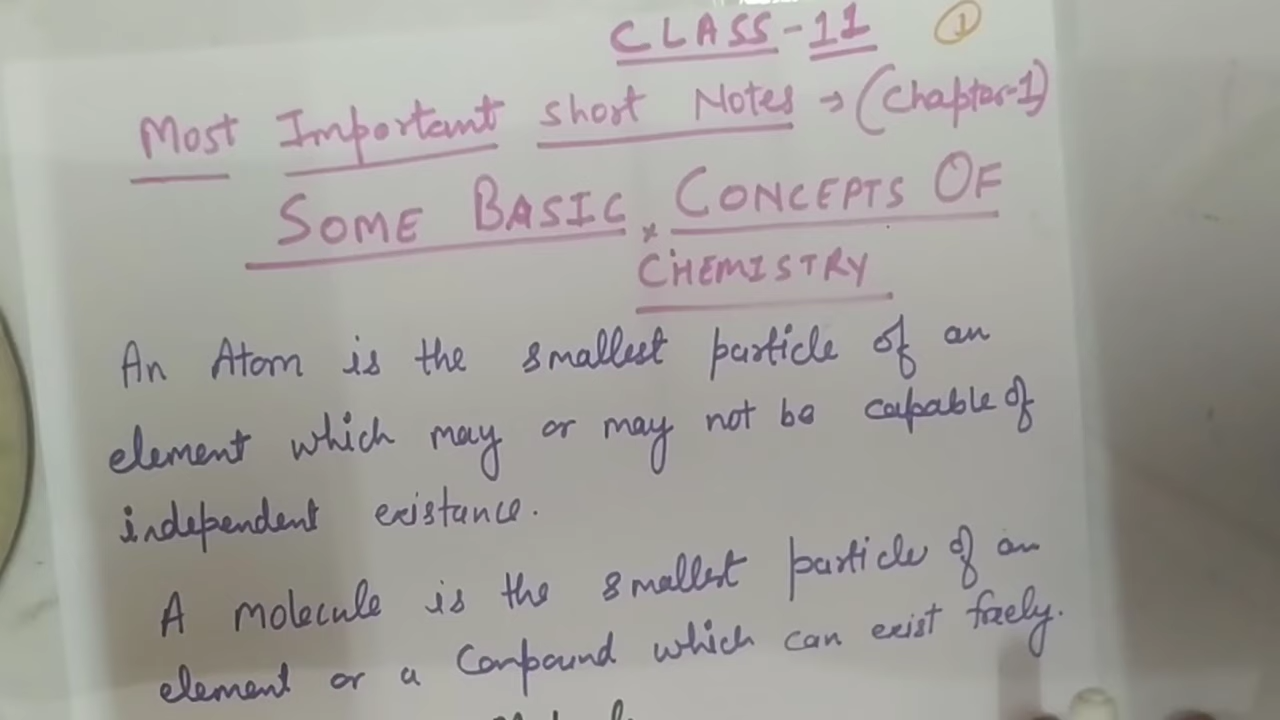 CLASS-11 1
Most Important short Notes → (Chapter-1)
SOME BASIC CONCEPTS OF
CHEMISTRY
An Atom is the smallest particle of an
element which may or may not be capable of
independent existance.
A molecule is the smallest particle of an
element or a Compound which can exist freely.